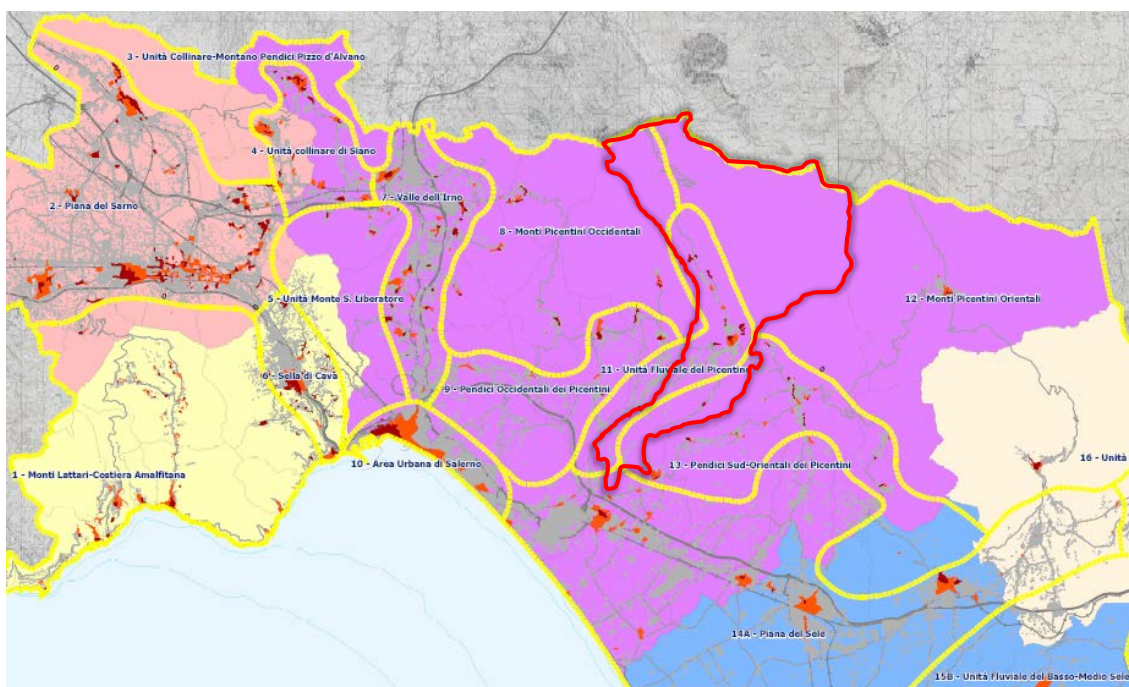 3 - Unità Collinare-Montano Pendici Pizzo d'Alvano
4 - Unità collinare di Siano
2 - Piana del Sarno
7 - Valle dell'Irno
8 - Monti Picentini Occidentali
5 - Unità Monte S. Liberatore
12 - Monti Picentini Orientali
6 - Sella di Cava
11 - Unità Fluviale del Picentino
9 - Pendici Occidentali dei Picentini
16 - Unità
10 - Area Urbana di Salerno
13 - Pendici Sud-Orientali dei Picentini
1 - Monti Lattari-Costiera Amalfitana
14A - Piana del Sele
15B - Unità Fluviale del Basso-Medio Sele